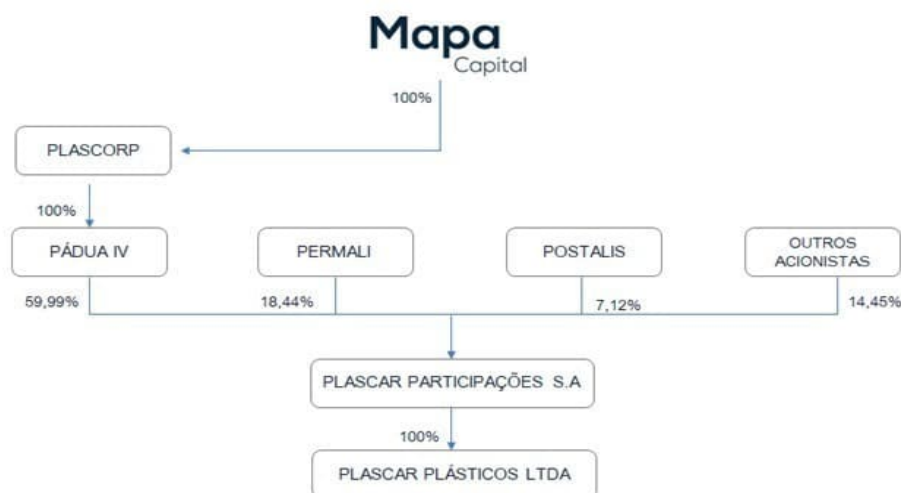 Mapa
Capital
100%
PLASCORP
100%
PÁDUA IV
PERMALI
POSTALIS
OUTROS
ACIONISTAS
59,99%
18,44%
7,12%
14,45%
PLASCAR PARTICIPAÇÕES S.A
100%
PLASCAR PLÁSTICOS LTDA